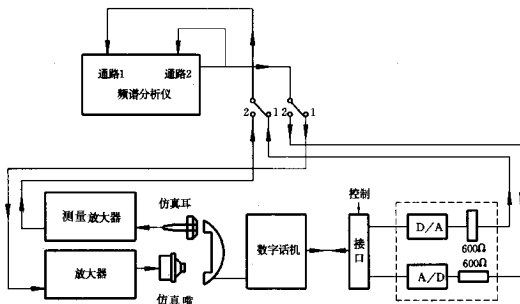 通路1 通路2
频谱分析仪
2 1 2 1
仿真耳
测量放大器
放大器
仿真嘴
数字话机
控制
接口
D/A
600Ω
600Ω
A/D